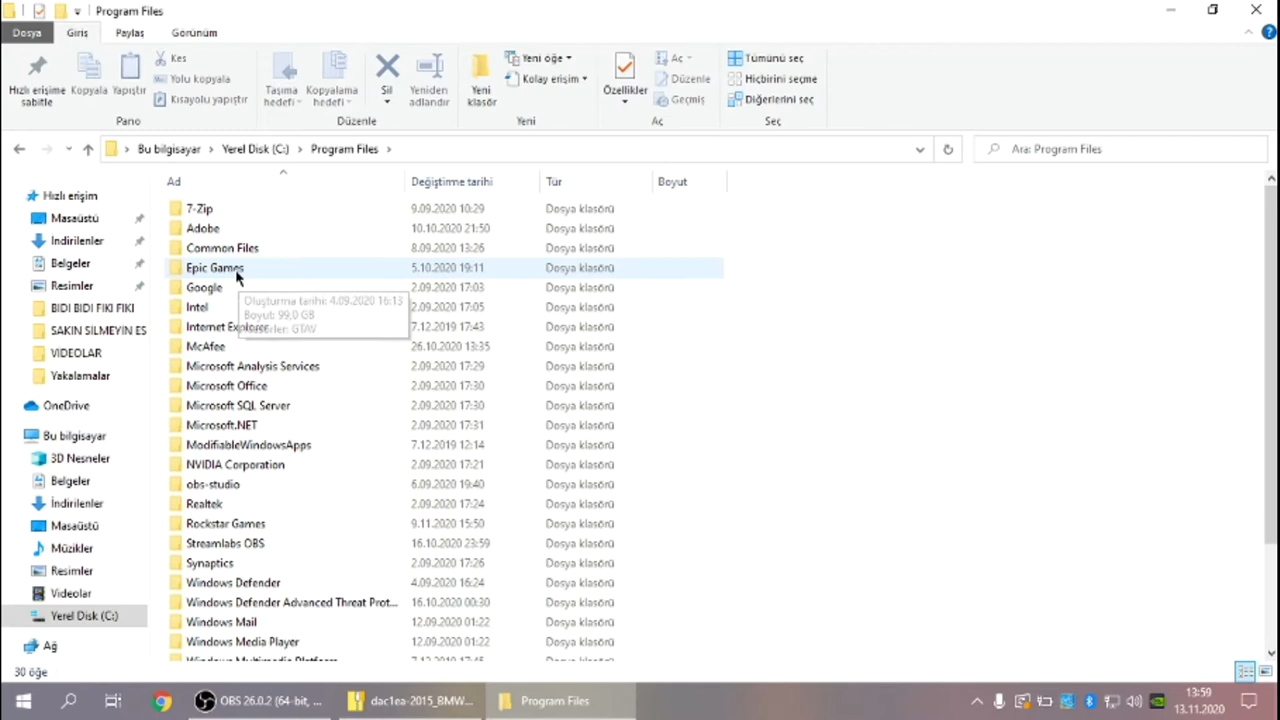 Program Files
Dosya Giriş Paylaş Görünüm
Hızlı erişime sabitle
Kopyala
Yapıştır
Kes
Yolu kopyala
Kısayolu yapıştır
Pano
Taşıma hedefi
Kopyalama hedefi
Sil
Yeniden adlandır
Düzenle
Yeni klasör
Yeni öğe
Kolay erişim
Yeni
Özellikler
Aç
Düzenle
Geçmiş
Aç
Tümünü seç
Hiçbirini seçme
Diğerlerini seç
Seç
Bu bilgisayar > Yerel Disk (C:) > Program Files >
Ara: Program Files
Hızlı erişim
Masaüstü
İndirilenler
Belgeler
Resimler
BIDI BIDI FIKI FIKI
SAKIN SILMEYIN ES
VIDEOLAR
Yakalamalar
OneDrive
Bu bilgisayar
3D Nesneler
Belgeler
İndirilenler
Masaüstü
Müzikler
Resimler
Videolar
Yerel Disk (C:)
Ağ
Ad Değiştirme tarihi Tür Boyut
7-Zip 9.09.2020 10:29 Dosya klasörü
Adobe 10.10.2020 21:50 Dosya klasörü
Common Files 8.09.2020 13:26 Dosya klasörü
Epic Games 5.10.2020 19:11 Dosya klasörü
Google 2.09.2020 17:03 Dosya klasörü
Oluşturma tarihi: 4.09.2020 16:13
Boyut: 99,0 GB
Klasörler: GTAV
Intel 2.09.2020 17:05 Dosya klasörü
Internet Explorer 7.12.2019 17:43 Dosya klasörü
McAfee 26.10.2020 13:35 Dosya klasörü
Microsoft Analysis Services 2.09.2020 17:29 Dosya klasörü
Microsoft Office 2.09.2020 17:30 Dosya klasörü
Microsoft SQL Server 2.09.2020 17:30 Dosya klasörü
Microsoft.NET 2.09.2020 17:31 Dosya klasörü
ModifiableWindowsApps 7.12.2019 12:14 Dosya klasörü
NVIDIA Corporation 2.09.2020 17:21 Dosya klasörü
obs-studio 6.09.2020 19:40 Dosya klasörü
Realtek 2.09.2020 17:24 Dosya klasörü
Rockstar Games 9.11.2020 15:50 Dosya klasörü
Streamlabs OBS 16.10.2020 23:59 Dosya klasörü
Synaptics 2.09.2020 17:26 Dosya klasörü
Windows Defender 4.09.2020 16:24 Dosya klasörü
Windows Defender Advanced Threat Prot... 16.10.2020 00:30 Dosya klasörü
Windows Mail 12.09.2020 01:22 Dosya klasörü
Windows Media Player 12.09.2020 01:22 Dosya klasörü
Windows Multimedia Platform 7.12.2019 17:45 Dosya klasörü
30 öğe
OBS 26.0.2 (64-bit, ...
dac1ea-2015_BMW...
Program Files
13:59
13.11.2020